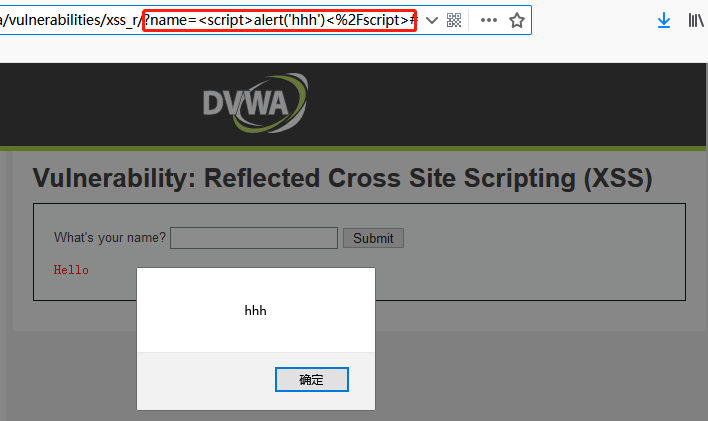 a/vulnerabilities/xss_r/?name=<script>alert('hhh')<%2Fscript>#
DVWA
Vulnerability: Reflected Cross Site Scripting (XSS)
What's your name? Submit
Hello
hhh
确定